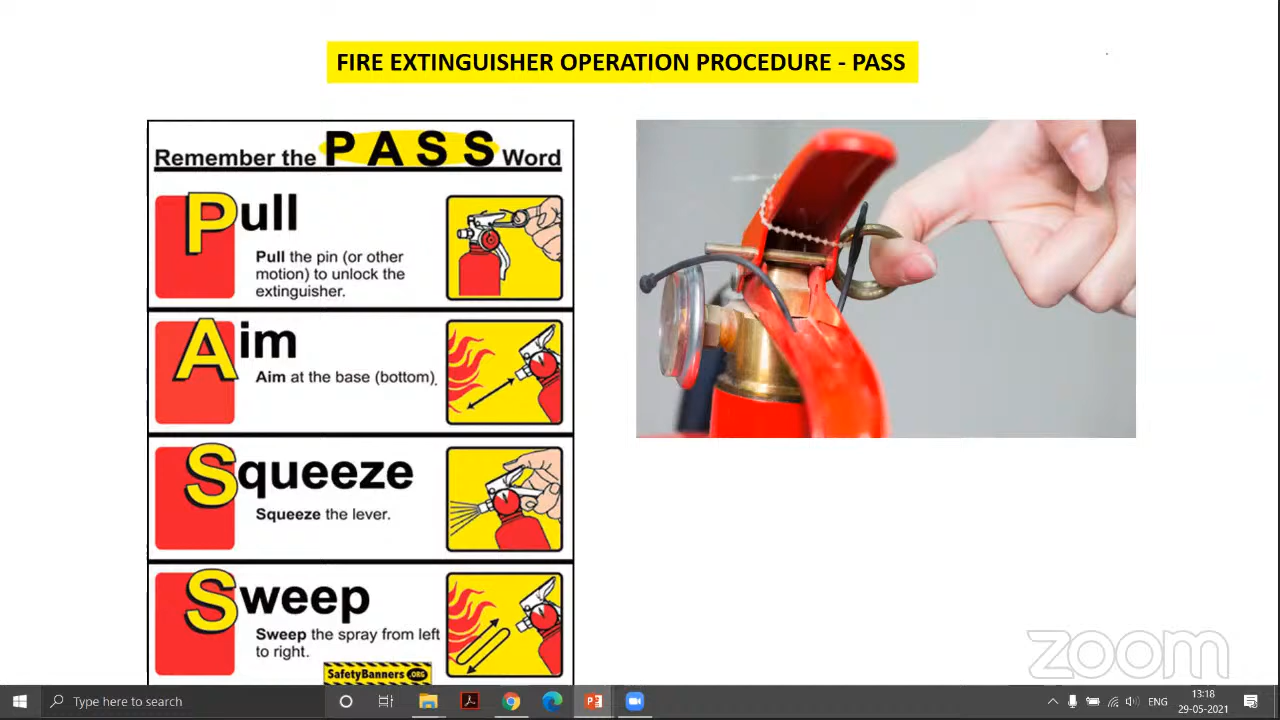 FIRE EXTINGUISHER OPERATION PROCEDURE - PASS
Remember the PASS Word
Pull
Pull the pin (or other
motion) to unlock the
extinguisher.
Aim
Aim at the base (bottom).
Squeeze
Squeeze the lever.
Sweep
Sweep the spray from left
to right.
SafetyBanners.ORG
zoom
Type here to search
ENG
13:18
29-05-2021